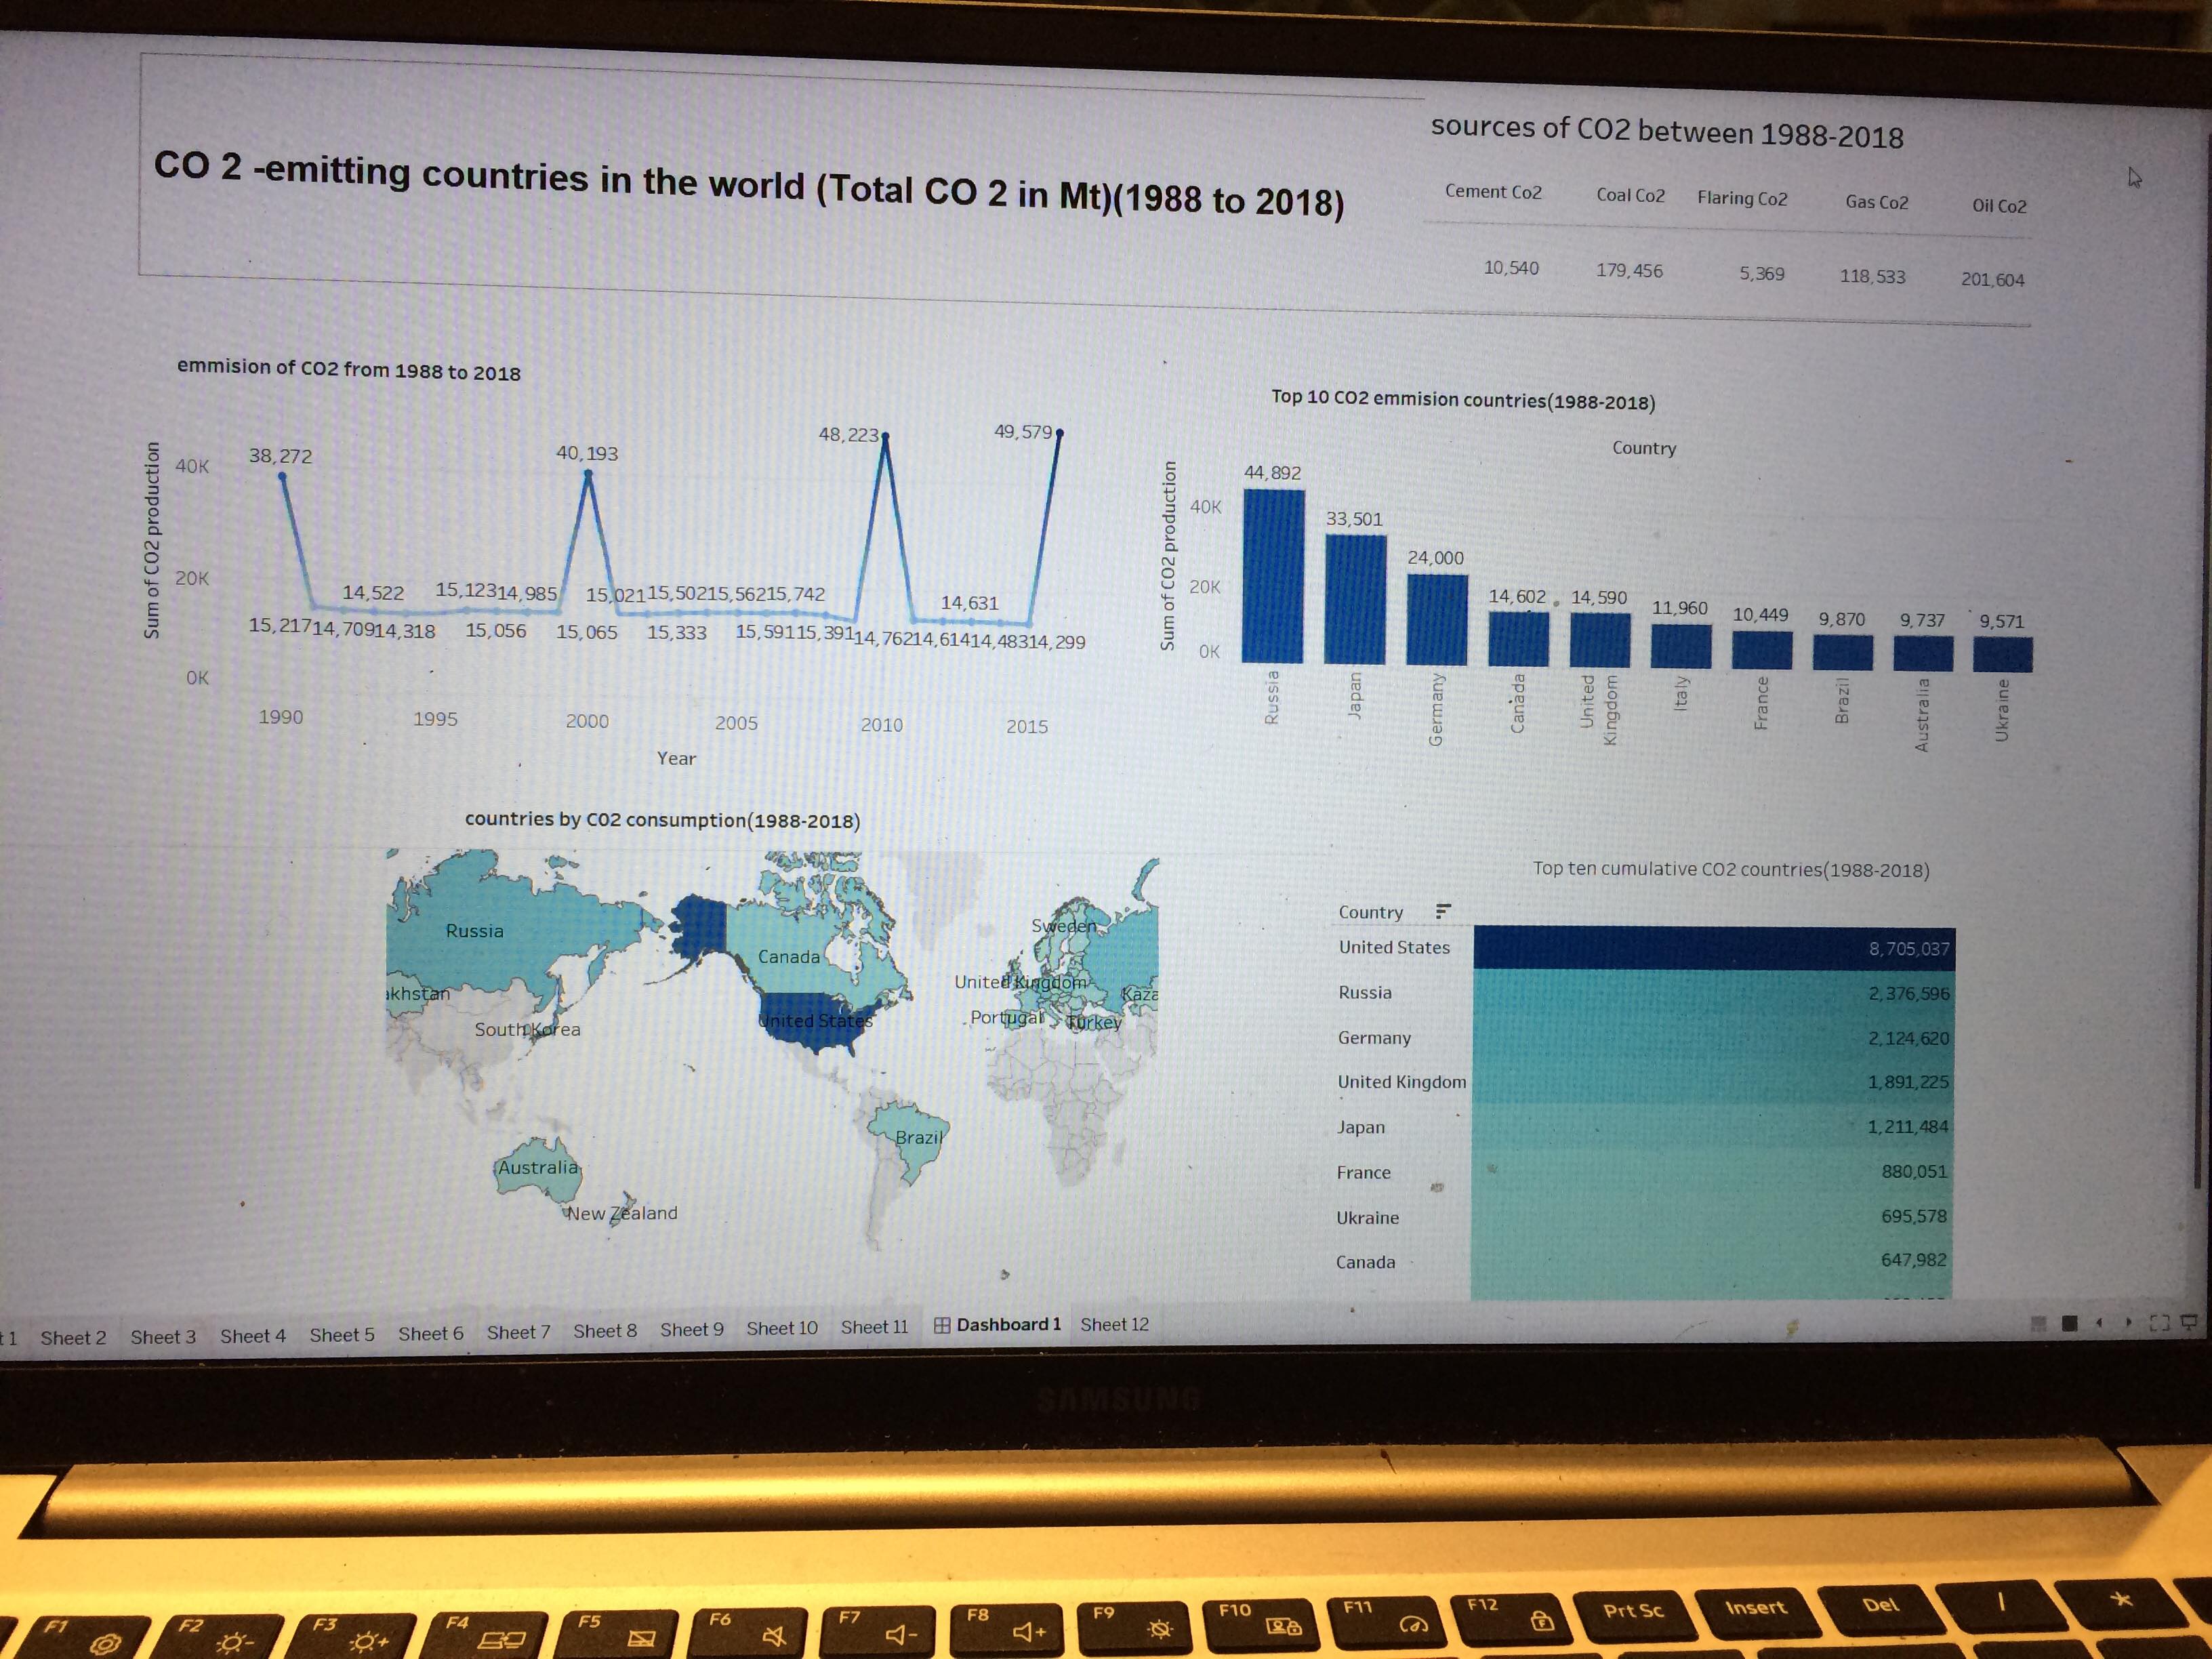 CO 2 -emitting countries in the world (Total CO 2 in Mt)(1988 to 2018)
sources of CO2 between 1988-2018
Cement Co2 Coal Co2 Flaring Co2 Gas Co2 Oil Co2
10,540 179,456 5,369 118,533 201,604
emmision of CO2 from 1988 to 2018
Sum of CO2 production
40K
20K
0K
38,272
40,193
48,223
49,579
14,522 15,123 14,985 15,021 15,502 15,562 15,742 14,631
15,217 14,709 14,318 15,056 15,065 15,333 15,591 15,391 14,762 14,614 14,483 14,299
1990 1995 2000 2005 2010 2015
Year
Top 10 CO2 emmision countries(1988-2018)
Country
Sum of CO2 production
40K
20K
0K
44,892 33,501 24,000 14,602 14,590 11,960 10,449 9,870 9,737 9,571
Russia
Japan
Germany
Canada
United
Kingdom
Italy
France
Brazil
Australia
Ukraine
countries by CO2 consumption(1988-2018)
Russia
Canada
Sweden
United Kingdom
akhstan
Kaza
South Korea
United States
Portugal
Turkey
Brazil
Australia
New Zealand
Top ten cumulative CO2 countries(1988-2018)
Country
United States 8,705,037
Russia 2,376,596
Germany 2,124,620
United Kingdom 1,891,225
Japan 1,211,484
France 880,051
Ukraine 695,578
Canada 647,982
t 1 Sheet 2 Sheet 3 Sheet 4 Sheet 5 Sheet 6 Sheet 7 Sheet 8 Sheet 9 Sheet 10 Sheet 11 Dashboard 1 Sheet 12
SAMSUNG
F1 F2 F3 F4 F5 F6 F7 F8 F9 F10 F11 F12 Prt Sc Insert Del / *